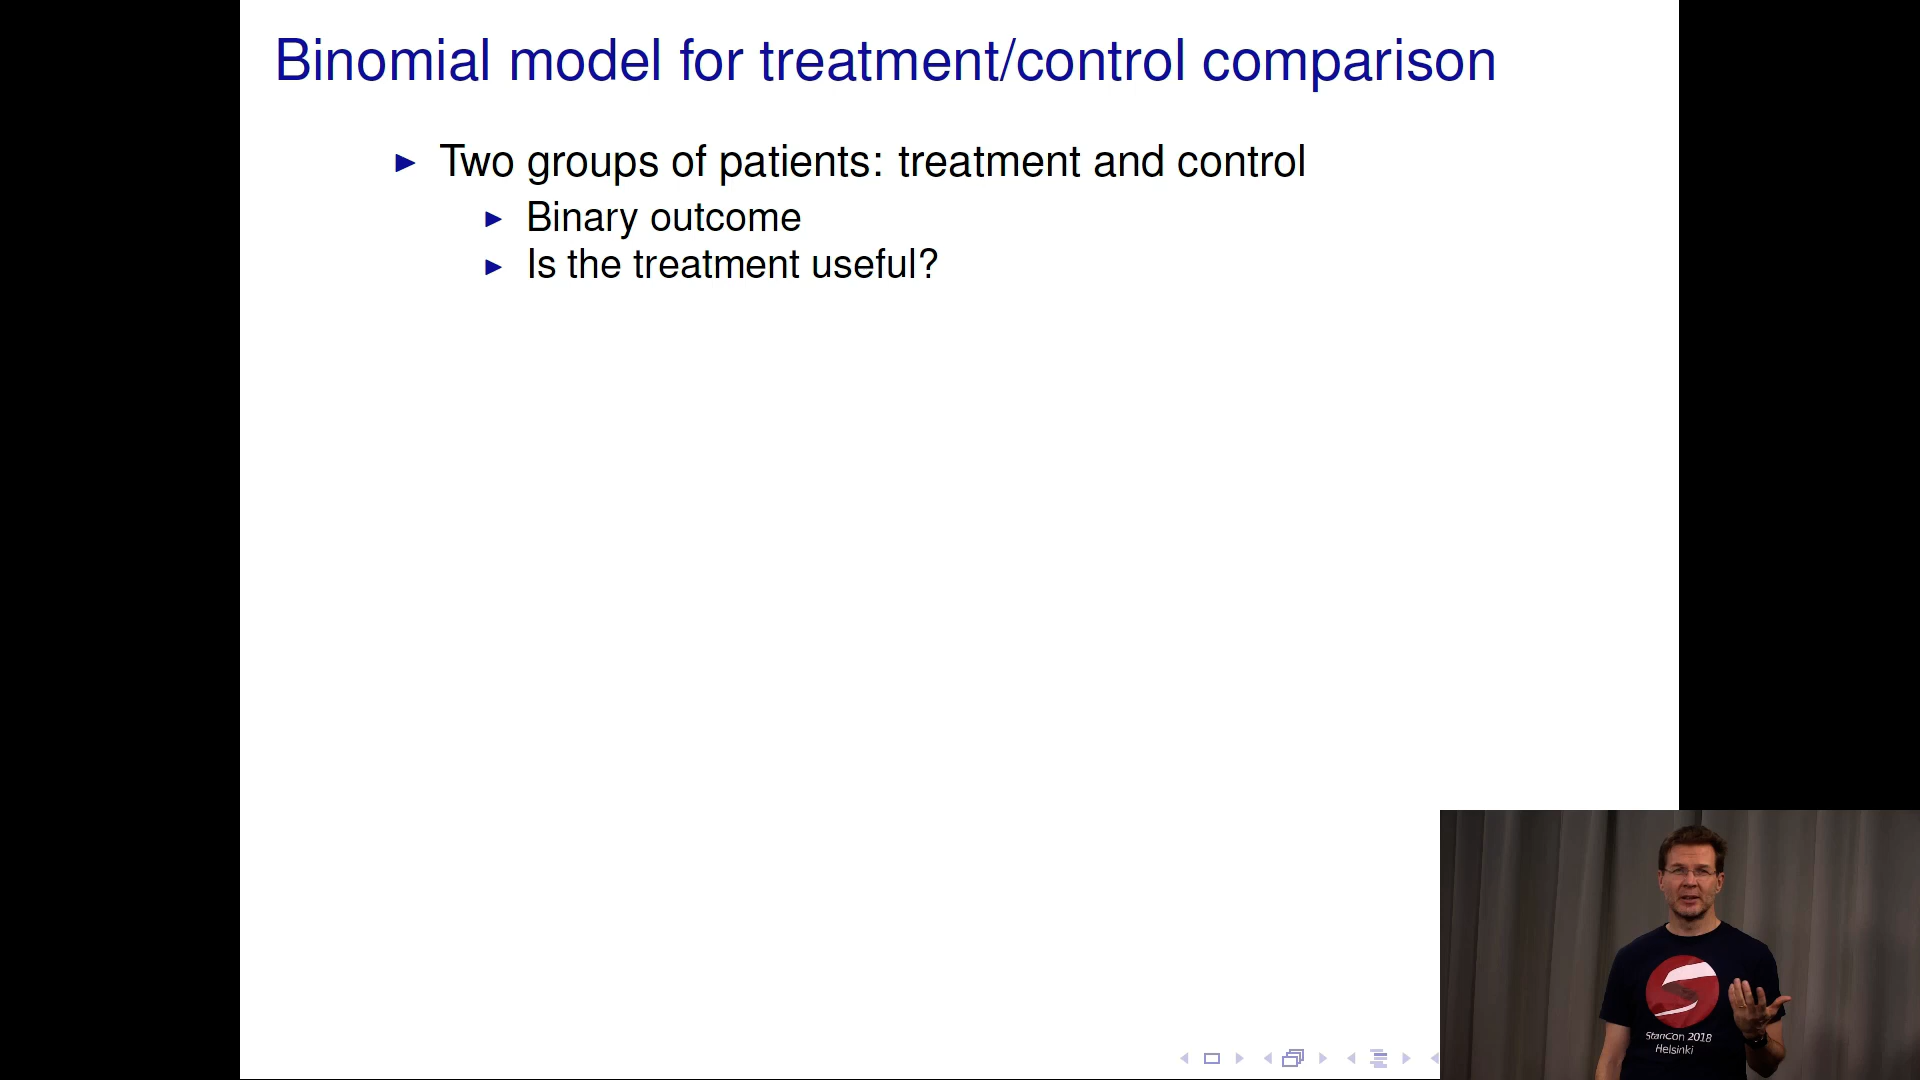 Binomial model for treatment/control comparison
Two groups of patients: treatment and control
Binary outcome
Is the treatment useful?
StanCon 2018
Helsinki